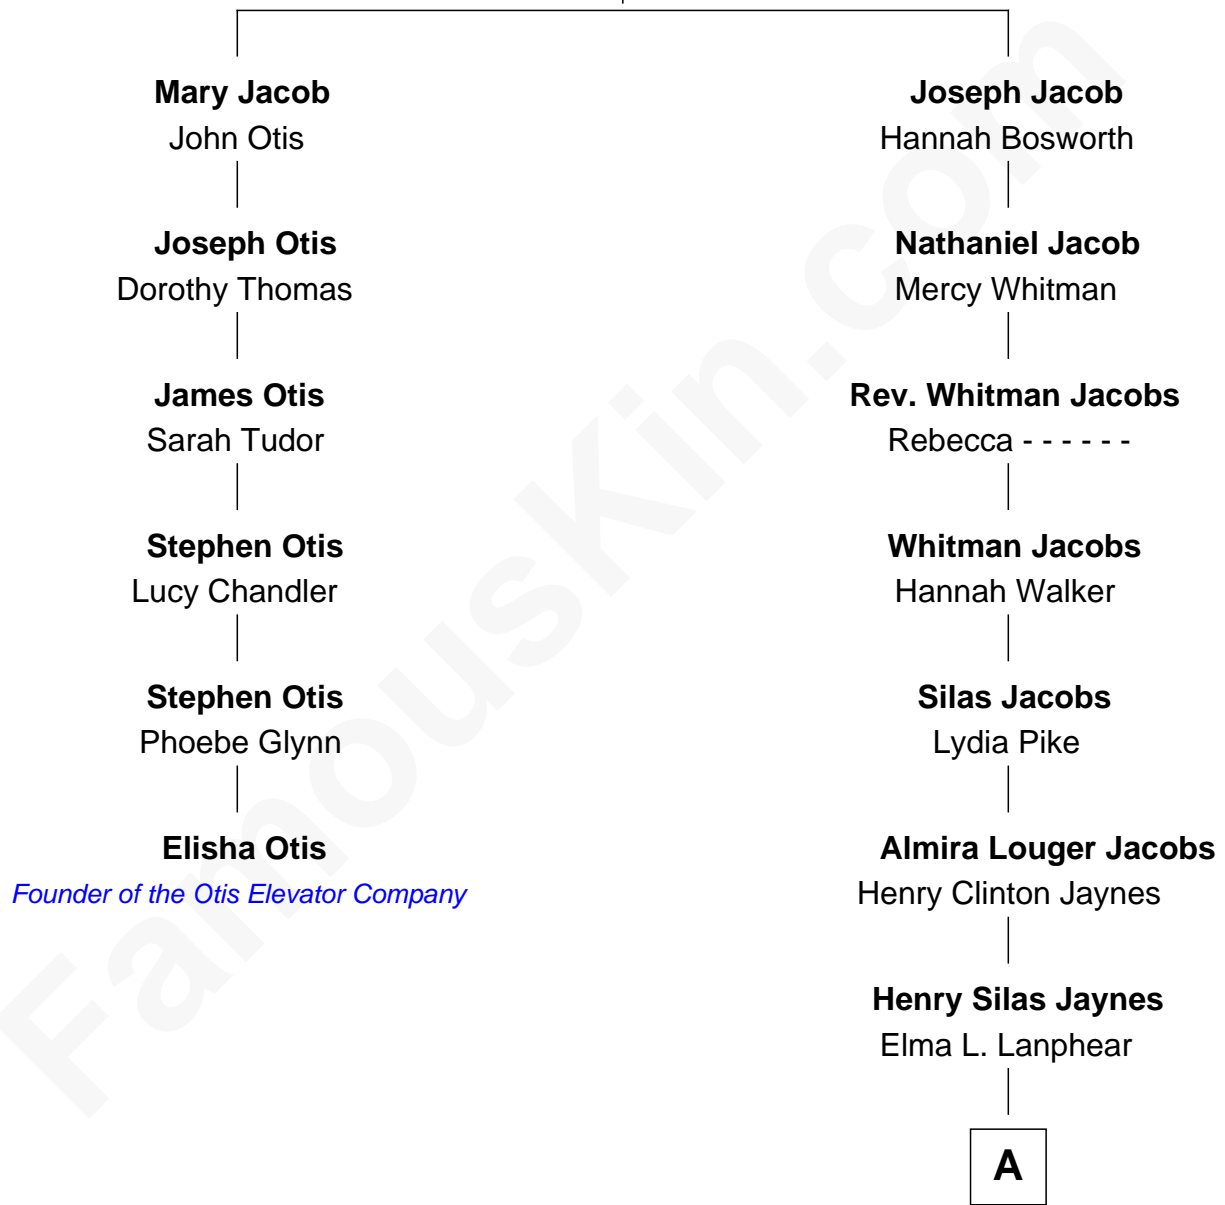 Mary Jacob
John Otis
Joseph Otis
Dorothy Thomas
James Otis
Sarah Tudor
Stephen Otis
Lucy Chandler
Stephen Otis
Phoebe Glynn
Elisha Otis
Founder of the Otis Elevator Company
Joseph Jacob
Hannah Bosworth
Nathaniel Jacob
Mercy Whitman
Rev. Whitman Jacobs
Rebecca - - - - - -
Whitman Jacobs
Hannah Walker
Silas Jacobs
Lydia Pike
Almira Louger Jacobs
Henry Clinton Jaynes
Henry Silas Jaynes
Elma L. Lanphear
A
FamousKin.com